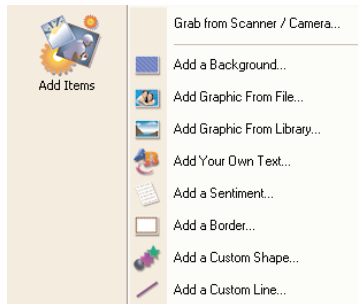 Add Items
Grab from Scanner / Camera...
Add a Background...
Add Graphic From File...
Add Graphic From Library...
Add Your Own Text...
Add a Sentiment...
Add a Border...
Add a Custom Shape...
Add a Custom Line...